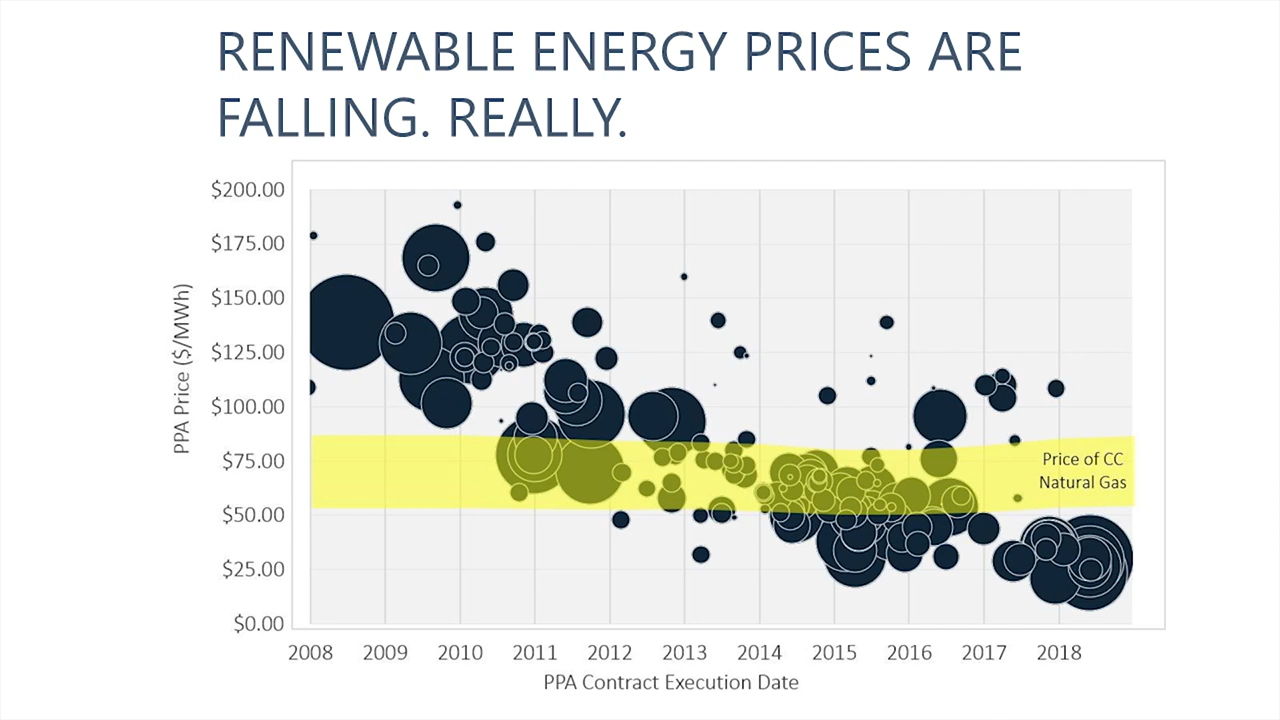 RENEWABLE ENERGY PRICES ARE
FALLING. REALLY.
$200.00
$175.00
$150.00
$125.00
$100.00
$75.00
$50.00
$25.00
$0.00
PPA Price ($/MWh)
Price of CC
Natural Gas
2008 2009 2010 2011 2012 2013 2014 2015 2016 2017 2018
PPA Contract Execution Date